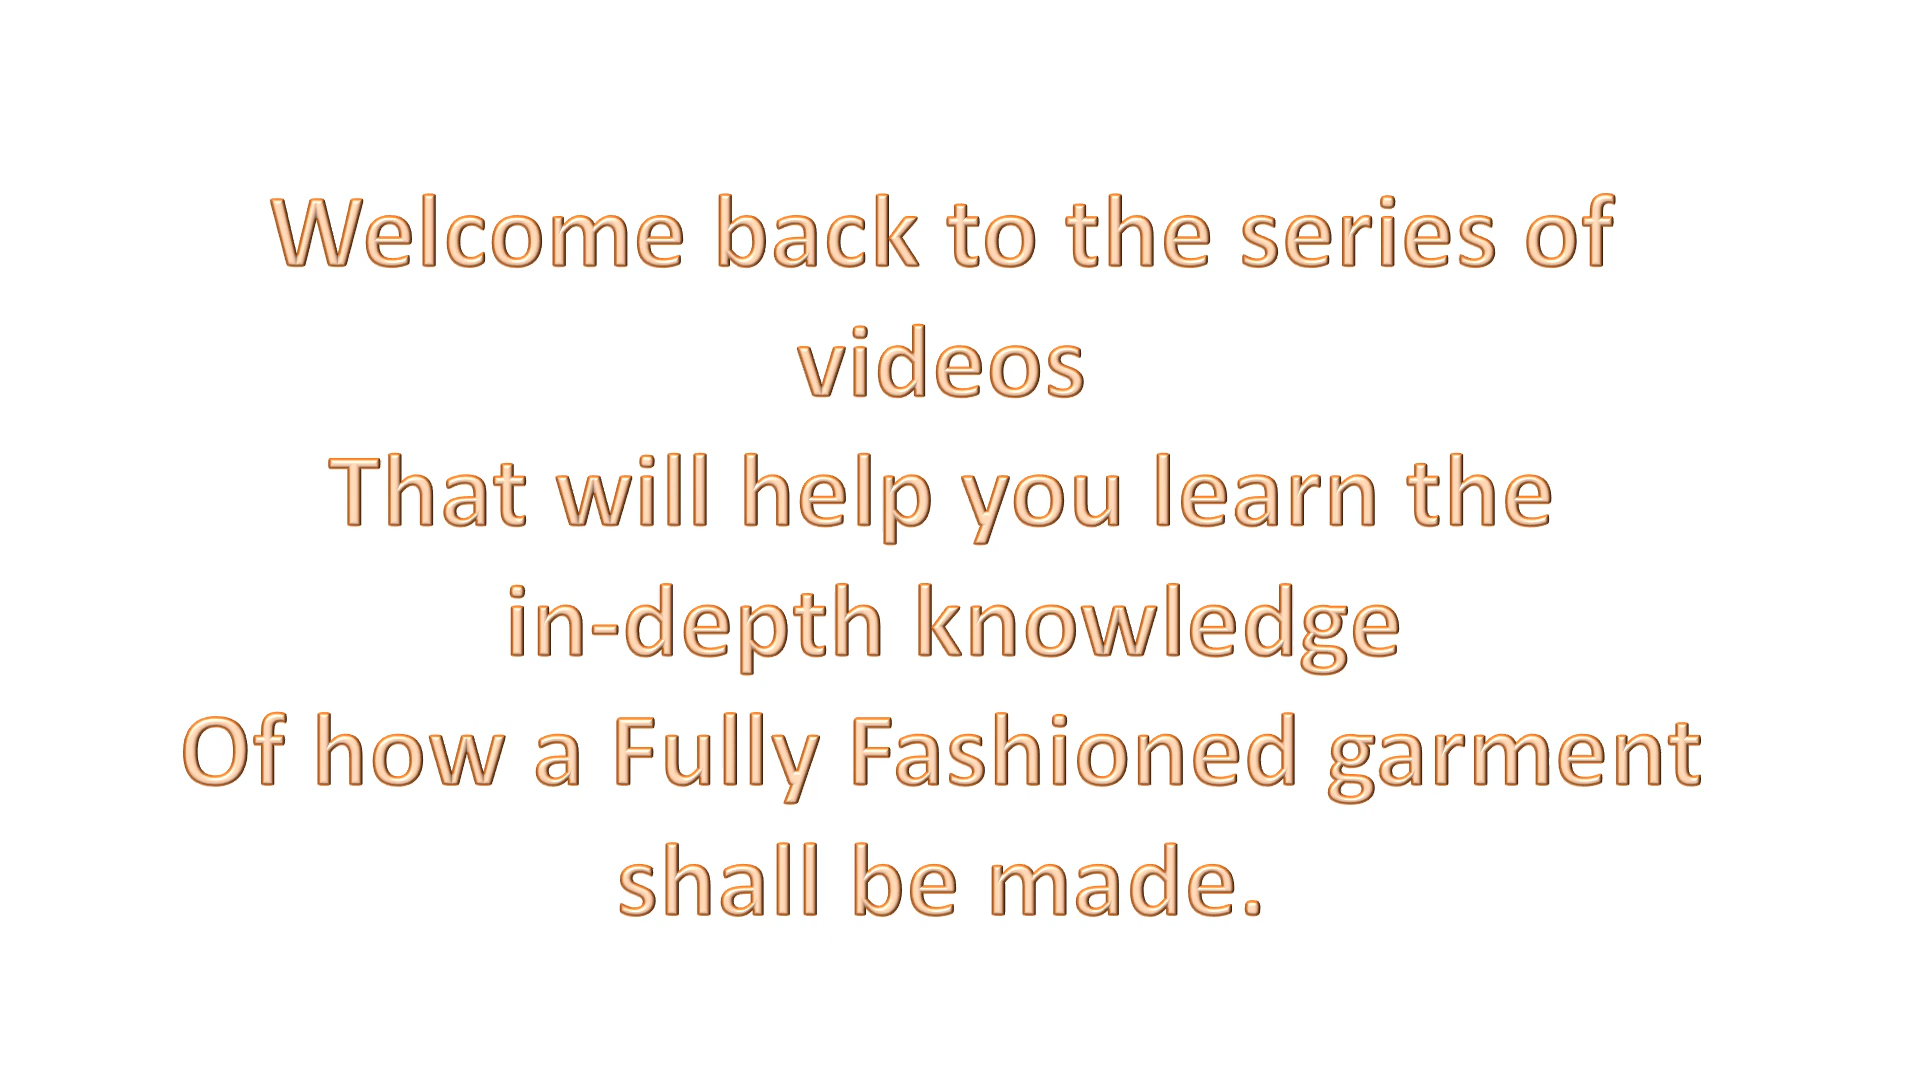 Welcome back to the series of
videos
That will help you learn the
in-depth knowledge
Of how a Fully Fashioned garment
shall be made.